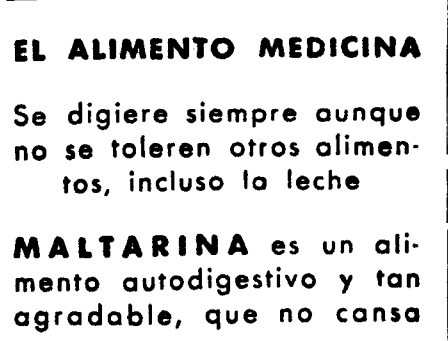 EL ALIMENTO MEDICINA
Se digiere siempre aunque
no se toleren otros alimen-
tos, incluso la leche
MALTARINA es un ali-
mento autodigestivo y tan
agradable, que no cansa